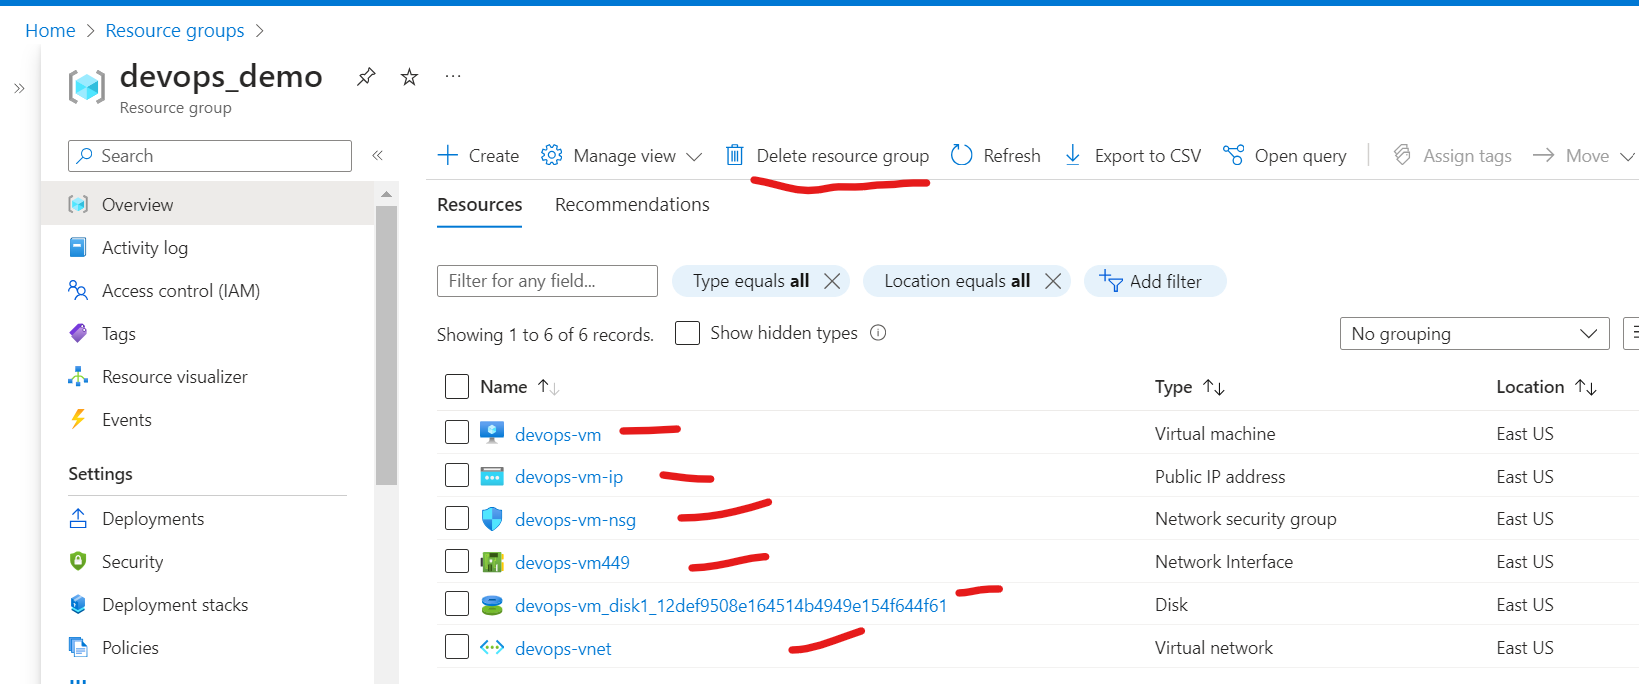 Home > Resource groups >
devops_demo
Resource group
Search
Overview
Activity log
Access control (IAM)
Tags
Resource visualizer
Events
Settings
Deployments
Security
Deployment stacks
Policies
Create Manage view Delete resource group Refresh Export to CSV Open query Assign tags Move
Resources Recommendations
Filter for any field... Type equals all Location equals all Add filter
Showing 1 to 6 of 6 records. Show hidden types No grouping
Name Type Location
devops-vm Virtual machine East US
devops-vm-ip Public IP address East US
devops-vm-nsg Network security group East US
devops-vm449 Network Interface East US
devops-vm_disk1_12def9508e164514b4949e154f644f61 Disk East US
devops-vnet Virtual network East US